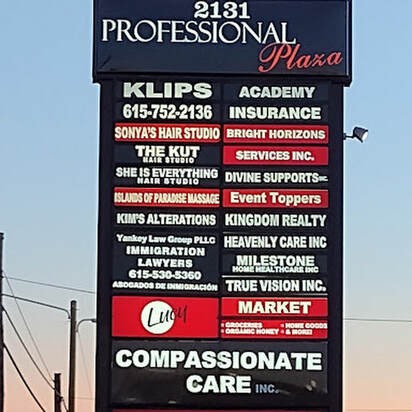 2131
PROFESSIONAL
Plaza
KLIPS ACADEMY
615-752-2136 INSURANCE
SONYA'S HAIR STUDIO BRIGHT HORIZONS
THE KUT
HAIR STUDIO
SERVICES INC.
SHE IS EVERYTHING
HAIR STUDIO
DIVINE SUPPORTS INC.
ISLANDS OF PARADISE MASSAGE Event Toppers
KIM'S ALTERATIONS KINGDOM REALTY
Yankey Law Group PLLC
IMMIGRATION
LAWYERS
615-530-5360
ABOGADOS DE INMIGRACIÓN
HEAVENLY CARE INC
MILESTONE
HOME HEALTHCARE INC
TRUE VISION INC.
Lucy MARKET
• GROCERIES • HOME GOODS
• ORGANIC HONEY • & MORE!
COMPASSIONATE
CARE INC.